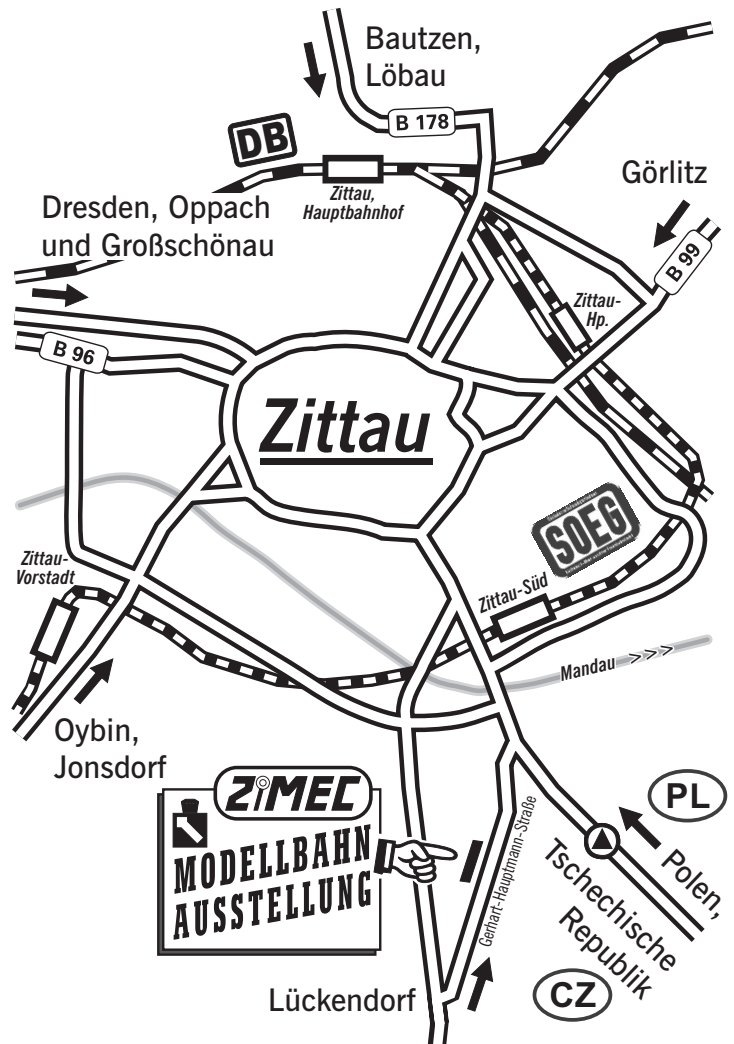 Bautzen,
Löbau
B 178
DB
Zittau,
Hauptbahnhof
Görlitz
B 99
Dresden, Oppach
und Großschönau
Zittau-
Hp.
B 96
Zittau
SOEG
Zittau-
Vorstadt
Zittau-Süd
Mandau >>>
Oybin,
Jonsdorf
ZiMEC
MODELLBAHN
AUSSTELLUNG
Gerhart-Hauptmann-Straße
PL
Polen,
Tschechische
Republik
Lückendorf
CZ